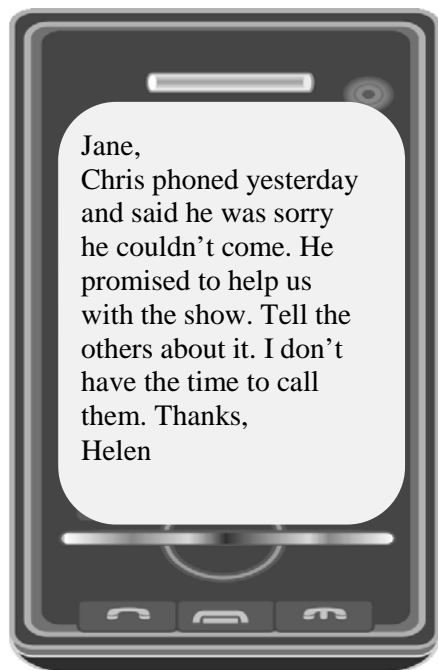 Jane,
Chris phoned yesterday
and said he was sorry
he couldn’t come. He
promised to help us
with the show. Tell the
others about it. I don’t
have the time to call
them. Thanks,
Helen